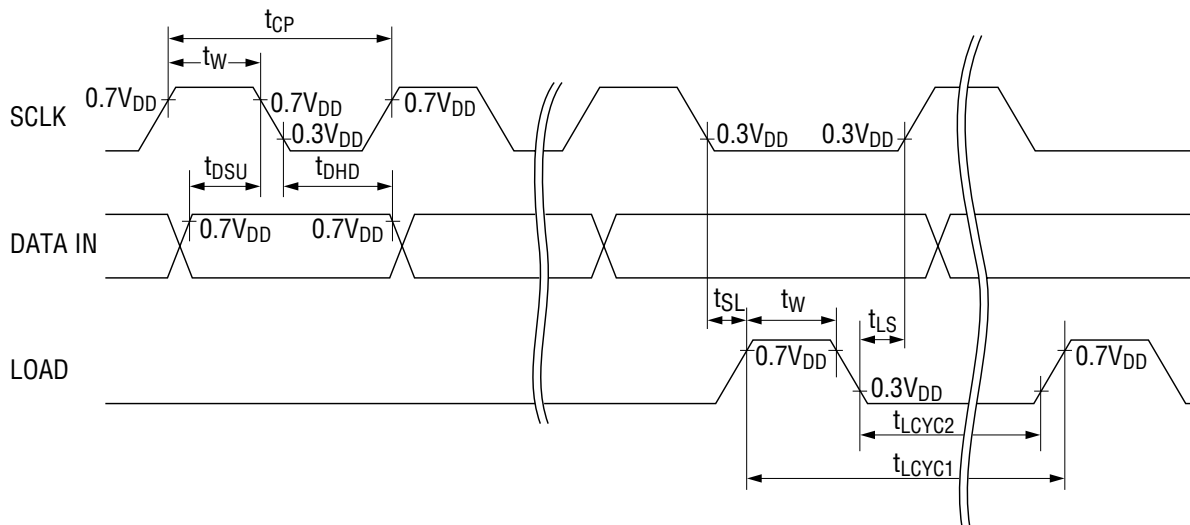 tCP
tW
0.7VDD
0.7VDD
0.7VDD
SCLK
0.3VDD
0.3VDD
0.3VDD
tDSU
tDHD
0.7VDD
0.7VDD
DATA IN
tSL
tW
tLS
0.7VDD
0.7VDD
LOAD
0.3VDD
tLCYC2
tLCYC1